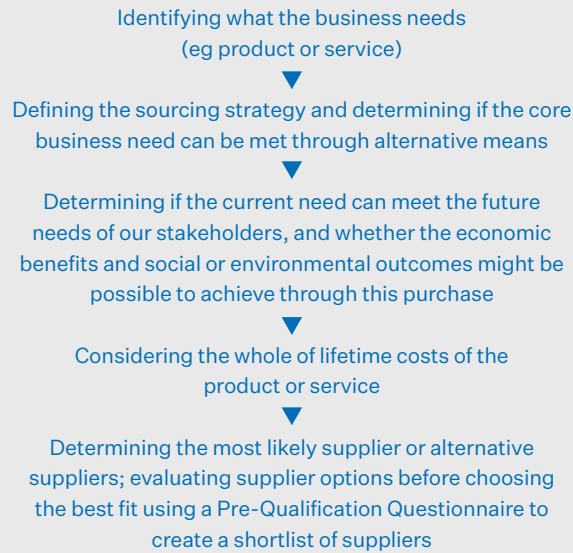 Identifying what the business needs
(eg product or service)
Defining the sourcing strategy and determining if the core
business need can be met through alternative means
Determining if the current need can meet the future
needs of our stakeholders, and whether the economic
benefits and social or environmental outcomes might be
possible to achieve through this purchase
Considering the whole of lifetime costs of the
product or service
Determining the most likely supplier or alternative
suppliers; evaluating supplier options before choosing
the best fit using a Pre-Qualification Questionnaire to
create a shortlist of suppliers